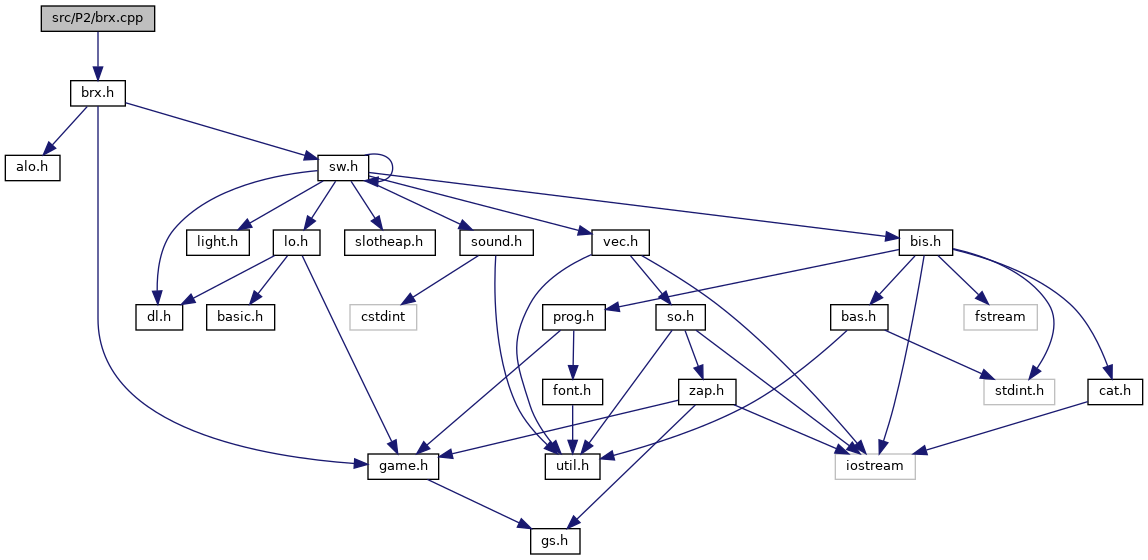 src/P2/brx.cpp
brx.h
alo.h
sw.h
light.h
lo.h
slotheap.h
sound.h
vec.h
bis.h
dl.h
basic.h
cstdint
prog.h
so.h
bas.h
fstream
font.h
zap.h
stdint.h
cat.h
game.h
util.h
iostream
gs.h